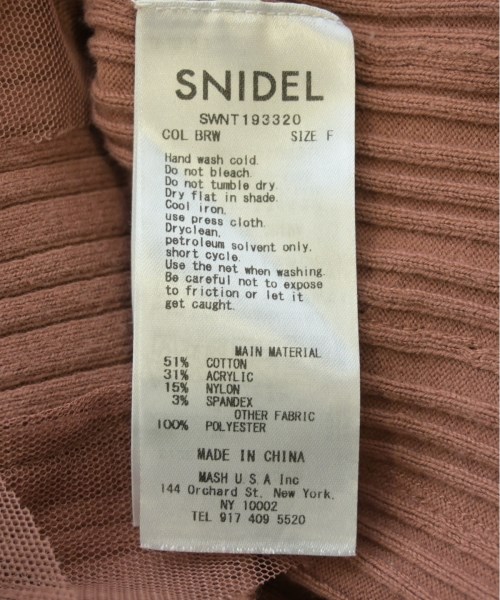 SNIDEL
SWNT193320
COL BRW SIZE F
Hand wash cold.
Do not bleach.
Do not tumble dry.
Dry flat in shade.
Cool iron.
use press cloth.
Dryclean,
petroleum solvent only.
short cycle.
Use the net when washing.
Be careful not to expose
to friction or let it
get caught.
MAIN MATERIAL
51% COTTON
31% ACRYLIC
15% NYLON
3% SPANDEX
OTHER FABRIC
100% POLYESTER
MADE IN CHINA
MASH U.S.A Inc
144 Orchard St. New York,
NY 10002
TEL 917 409 5520